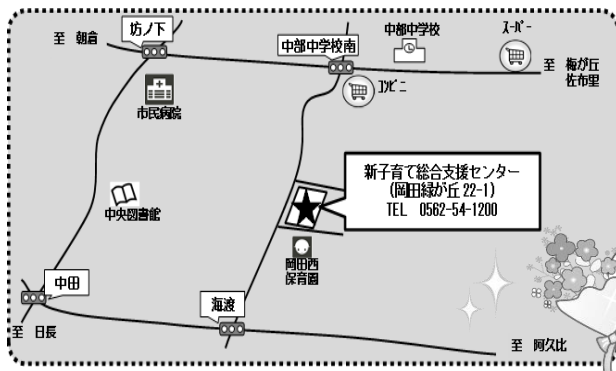 坊ノ下
至 朝倉
中部中学校南
中部中学校
スーパー
至 梅が丘
佐布里
コンビニ
市民病院
新子育て総合支援センター
(岡田緑が丘 22-1)
TEL 0562-54-1200
中央図書館
岡田西
保育園
中田
海渡
至 日長
至 阿久比